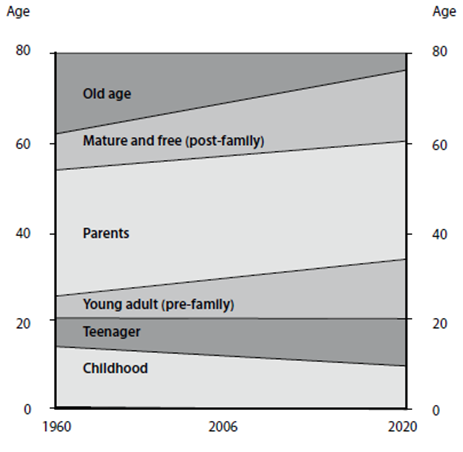 Age Age
80 80
Old age
60 Mature and free (post-family) 60
Parents
40 40
Young adult (pre-family)
20 20
Teenager
Childhood
0 0
1960 2006 2020